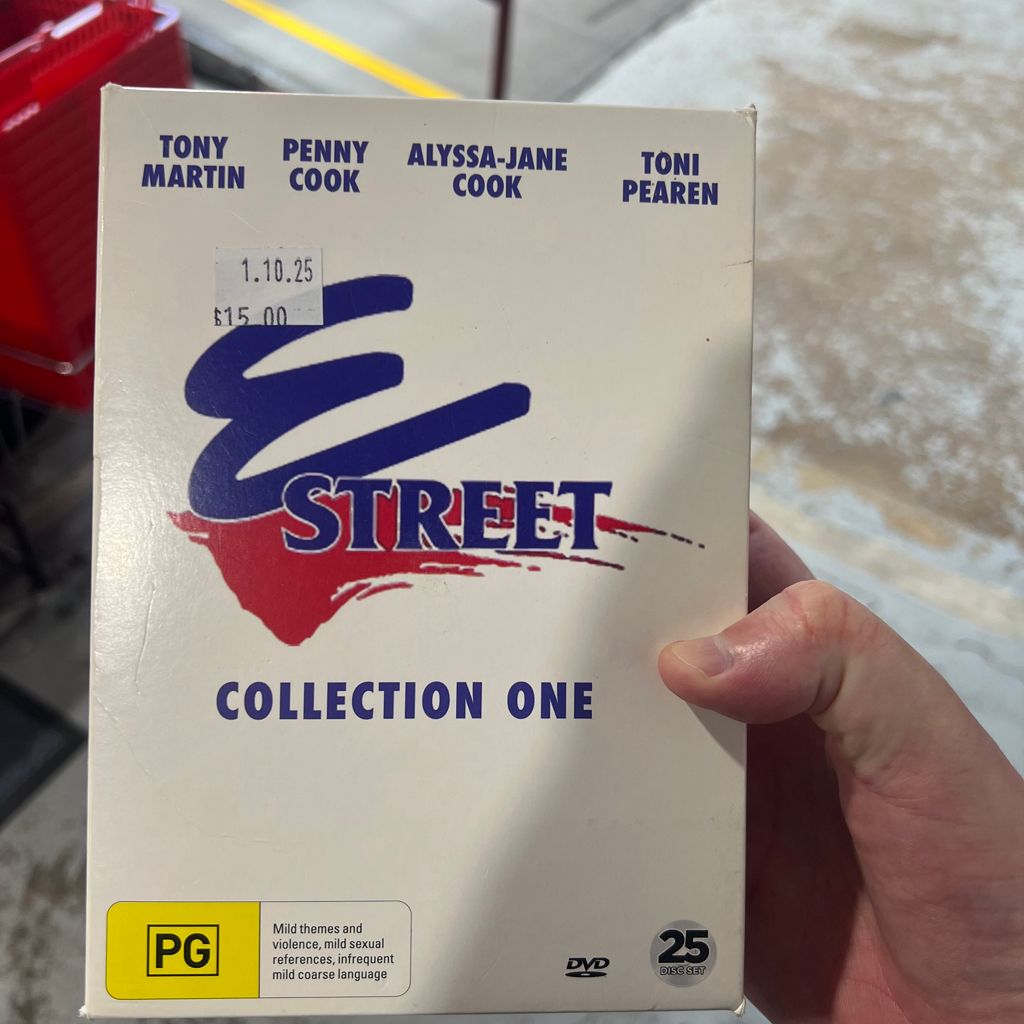 TONY
MARTIN
PENNY
COOK
ALYSSA-JANE
COOK
TONI
PEAREN
1.10.25
$15.00
E
STREET
COLLECTION ONE
PG
Mild themes and
violence, mild sexual
references, infrequent
mild coarse language
DVD
25
DISC SET